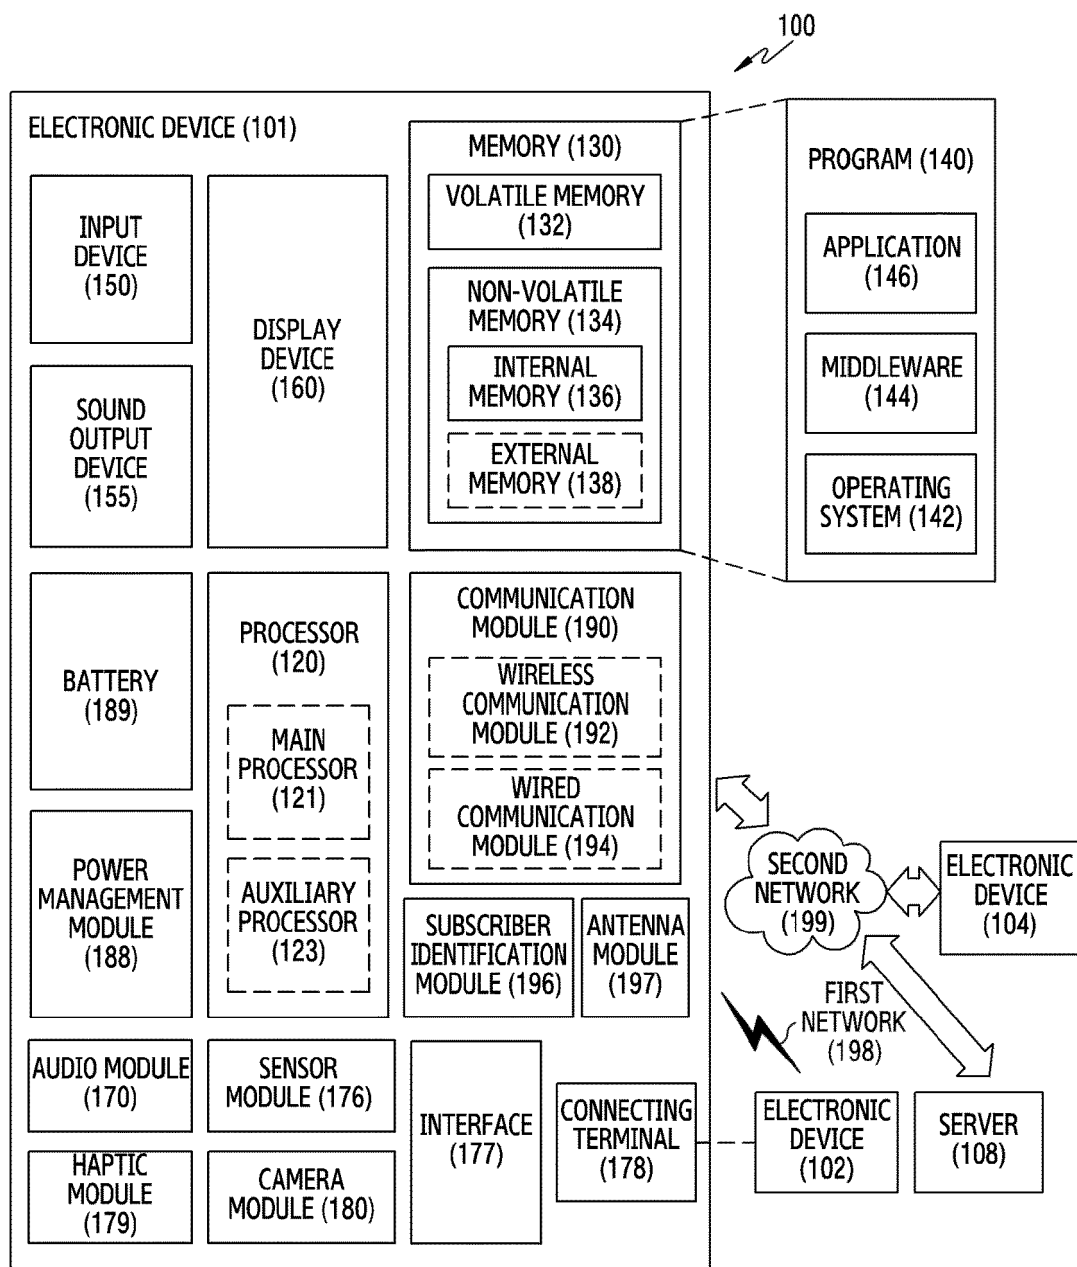 100
ELECTRONIC DEVICE (101)
INPUT
DEVICE
(150)
SOUND
OUTPUT
DEVICE
(155)
DISPLAY
DEVICE
(160)
MEMORY (130)
VOLATILE MEMORY
(132)
NON-VOLATILE
MEMORY (134)
INTERNAL
MEMORY (136)
EXTERNAL
MEMORY (138)
PROGRAM (140)
APPLICATION
(146)
MIDDLEWARE
(144)
OPERATING
SYSTEM (142)
BATTERY
(189)
POWER
MANAGEMENT
MODULE
(188)
PROCESSOR
(120)
MAIN
PROCESSOR
(121)
AUXILIARY
PROCESSOR
(123)
COMMUNICATION
MODULE (190)
WIRELESS
COMMUNICATION
MODULE (192)
WIRED
COMMUNICATION
MODULE (194)
SUBSCRIBER
IDENTIFICATION
MODULE (196)
ANTENNA
MODULE
(197)
SECOND
NETWORK
(199)
ELECTRONIC
DEVICE
(104)
FIRST
NETWORK
(198)
AUDIO MODULE
(170)
SENSOR
MODULE (176)
INTERFACE
(177)
CONNECTING
TERMINAL
(178)
ELECTRONIC
DEVICE
(102)
SERVER
(108)
HAPTIC
MODULE
(179)
CAMERA
MODULE (180)